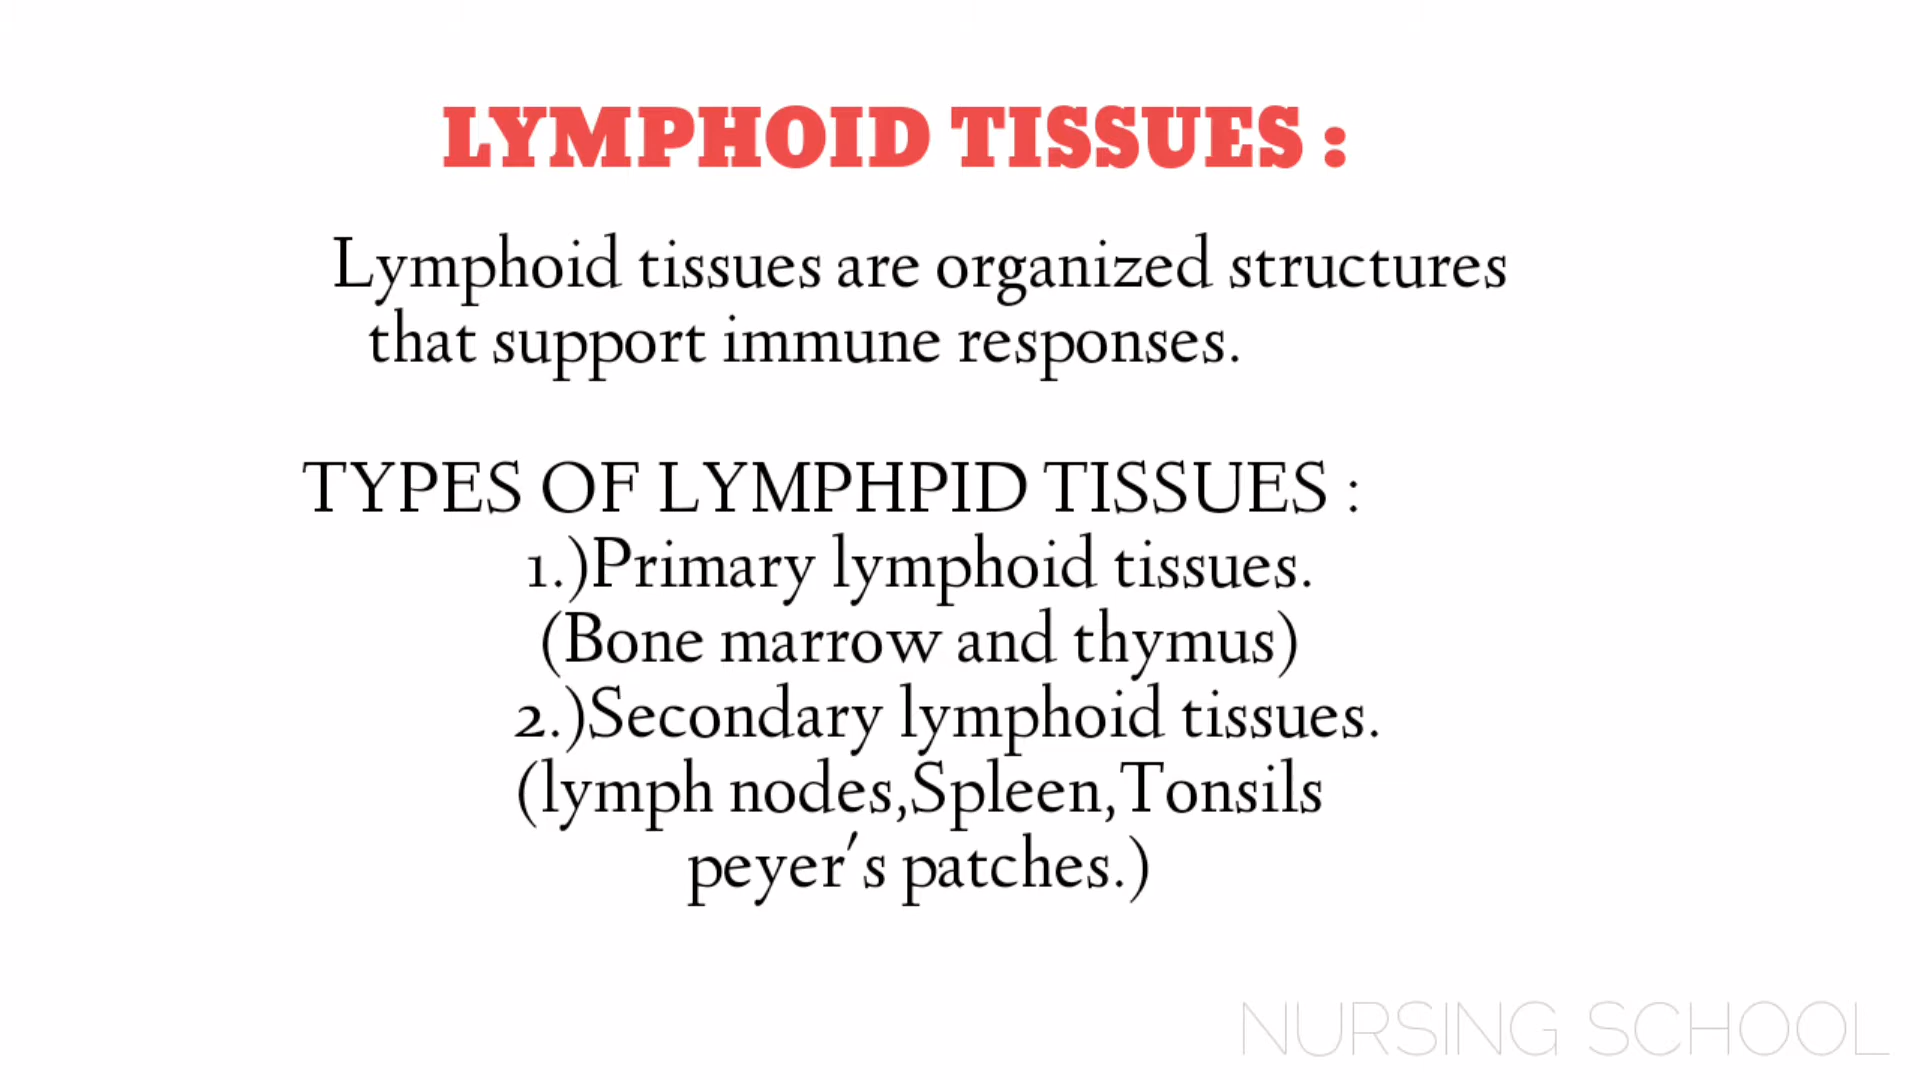 LYMPHOID TISSUES :
Lymphoid tissues are organized structures
that support immune responses.
TYPES OF LYMPHPID TISSUES :
1.)Primary lymphoid tissues.
(Bone marrow and thymus)
2.)Secondary lymphoid tissues.
(lymph nodes,Spleen,Tonsils
peyer's patches.)
NURSING SCHOOL